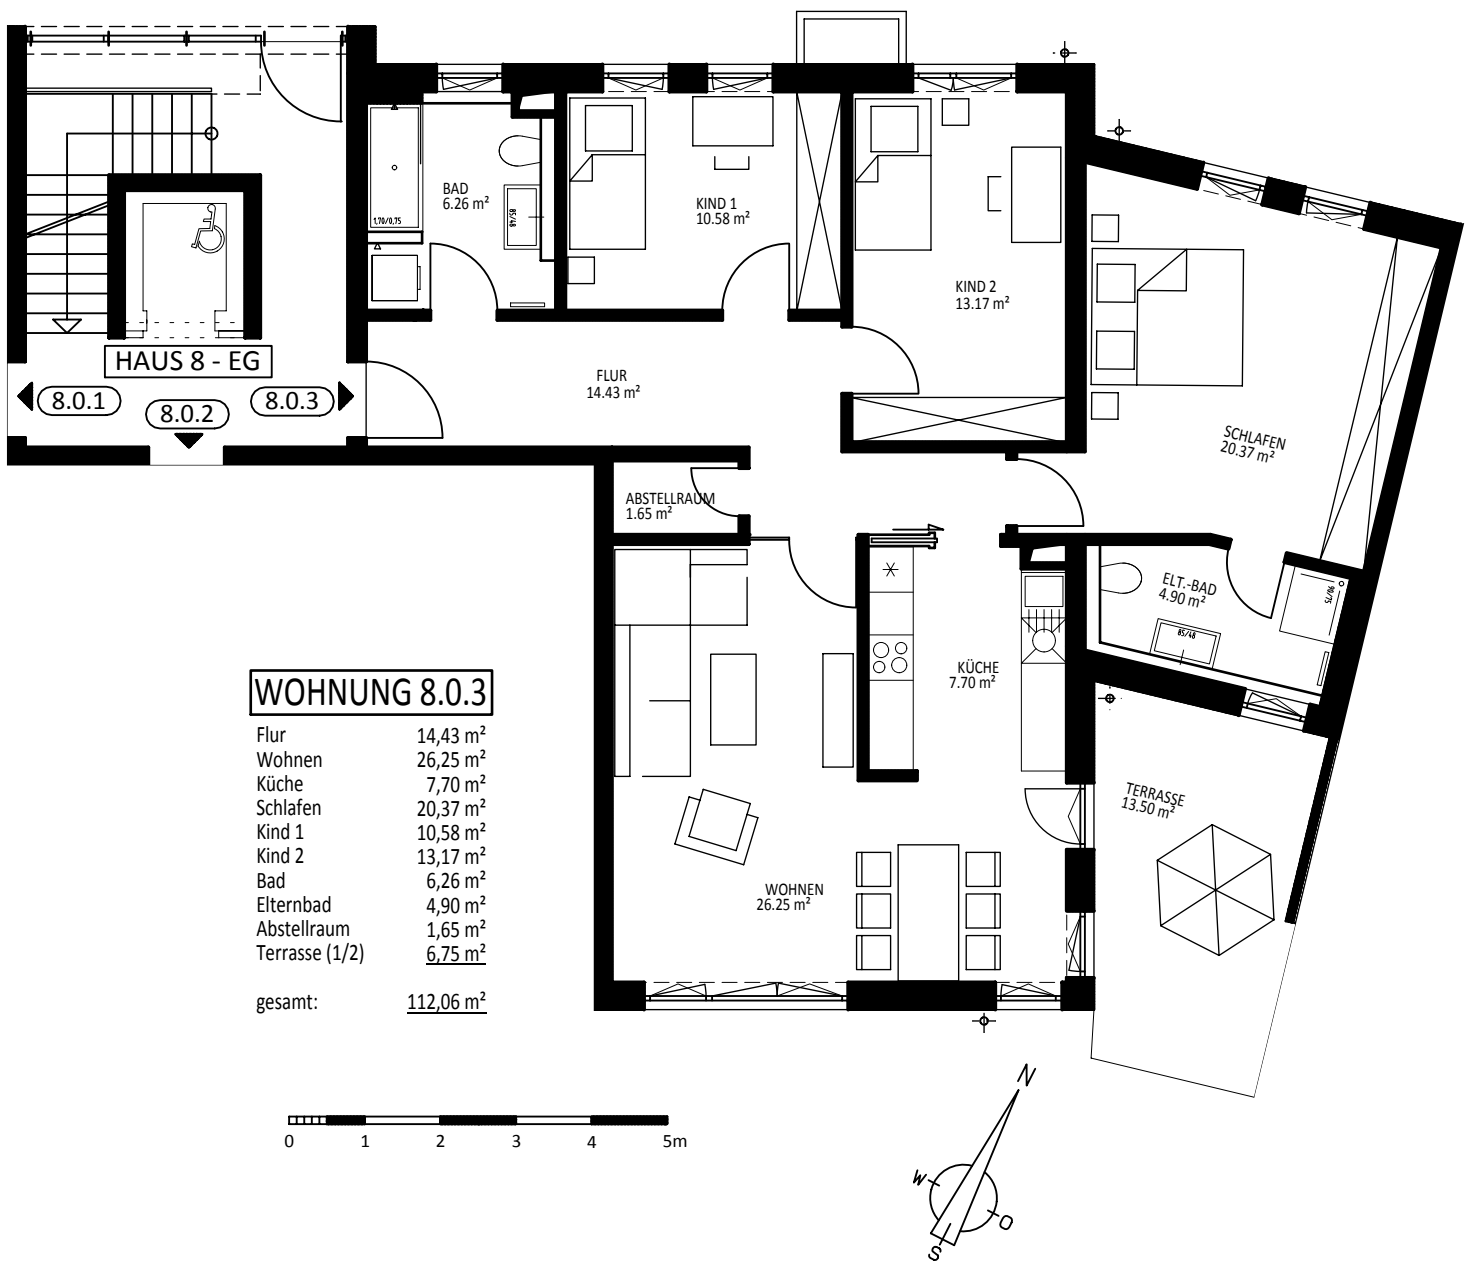 BAD
6.26 m²
1,70/0,75
85/48
KIND 1
10.58 m²
KIND 2
13.17 m²
HAUS 8 - EG
8.0.1
8.0.2
8.0.3
FLUR
14.43 m²
SCHLAFEN
20.37 m²
ABSTELLRAUM
1.65 m²
ELT.-BAD
4.90 m²
90/75
85/48
KÜCHE
7.70 m²
TERRASSE
13.50 m²
WOHNEN
26.25 m²
WOHNUNG 8.0.3
Flur 14,43 m²
Wohnen 26,25 m²
Küche 7,70 m²
Schlafen 20,37 m²
Kind 1 10,58 m²
Kind 2 13,17 m²
Bad 6,26 m²
Elternbad 4,90 m²
Abstellraum 1,65 m²
Terrasse (1/2) 6,75 m²
gesamt: 112,06 m²
0 1 2 3 4 5m
N
W
O
S